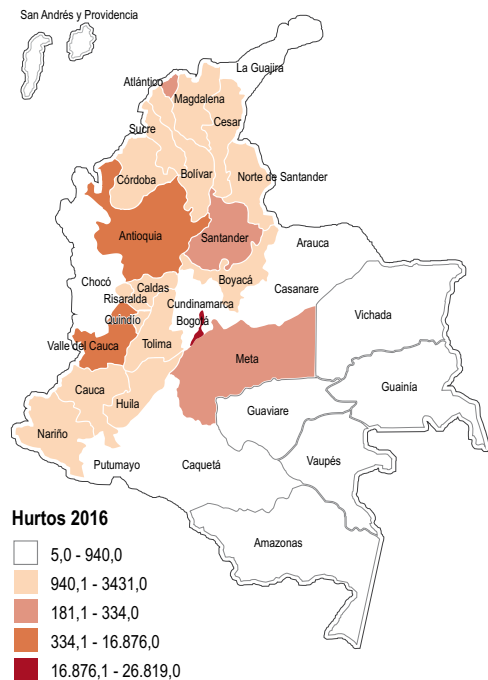 San Andrés y Providencia
La Guajira
Atlántico
Magdalena
Cesar
Sucre
Bolívar
Norte de Santander
Córdoba
Antioquia
Santander
Arauca
Boyacá
Chocó
Caldas
Casanare
Risaralda
Cundinamarca
Vichada
Quindío
Bogotá
Valle del Cauca
Tolima
Meta
Guainía
Cauca
Huila
Guaviare
Nariño
Vaupés
Putumayo
Caquetá
Amazonas
Hurtos 2016
5,0 - 940,0
940,1 - 3431,0
181,1 - 334,0
334,1 - 16.876,0
16.876,1 - 26.819,0